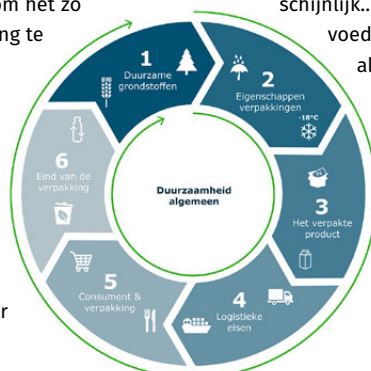 om het zo
ng te
schijnlijk..
voed
al
1
Duurzame
grondstoffen
2
Eigenschappen
verpakkingen
-18°C
3
Het verpakte
product
4
Logistieke
eisen
5
Consument &
verpakking
6
Eind van de
verpakking
Duurzaamheid
algemeen
r